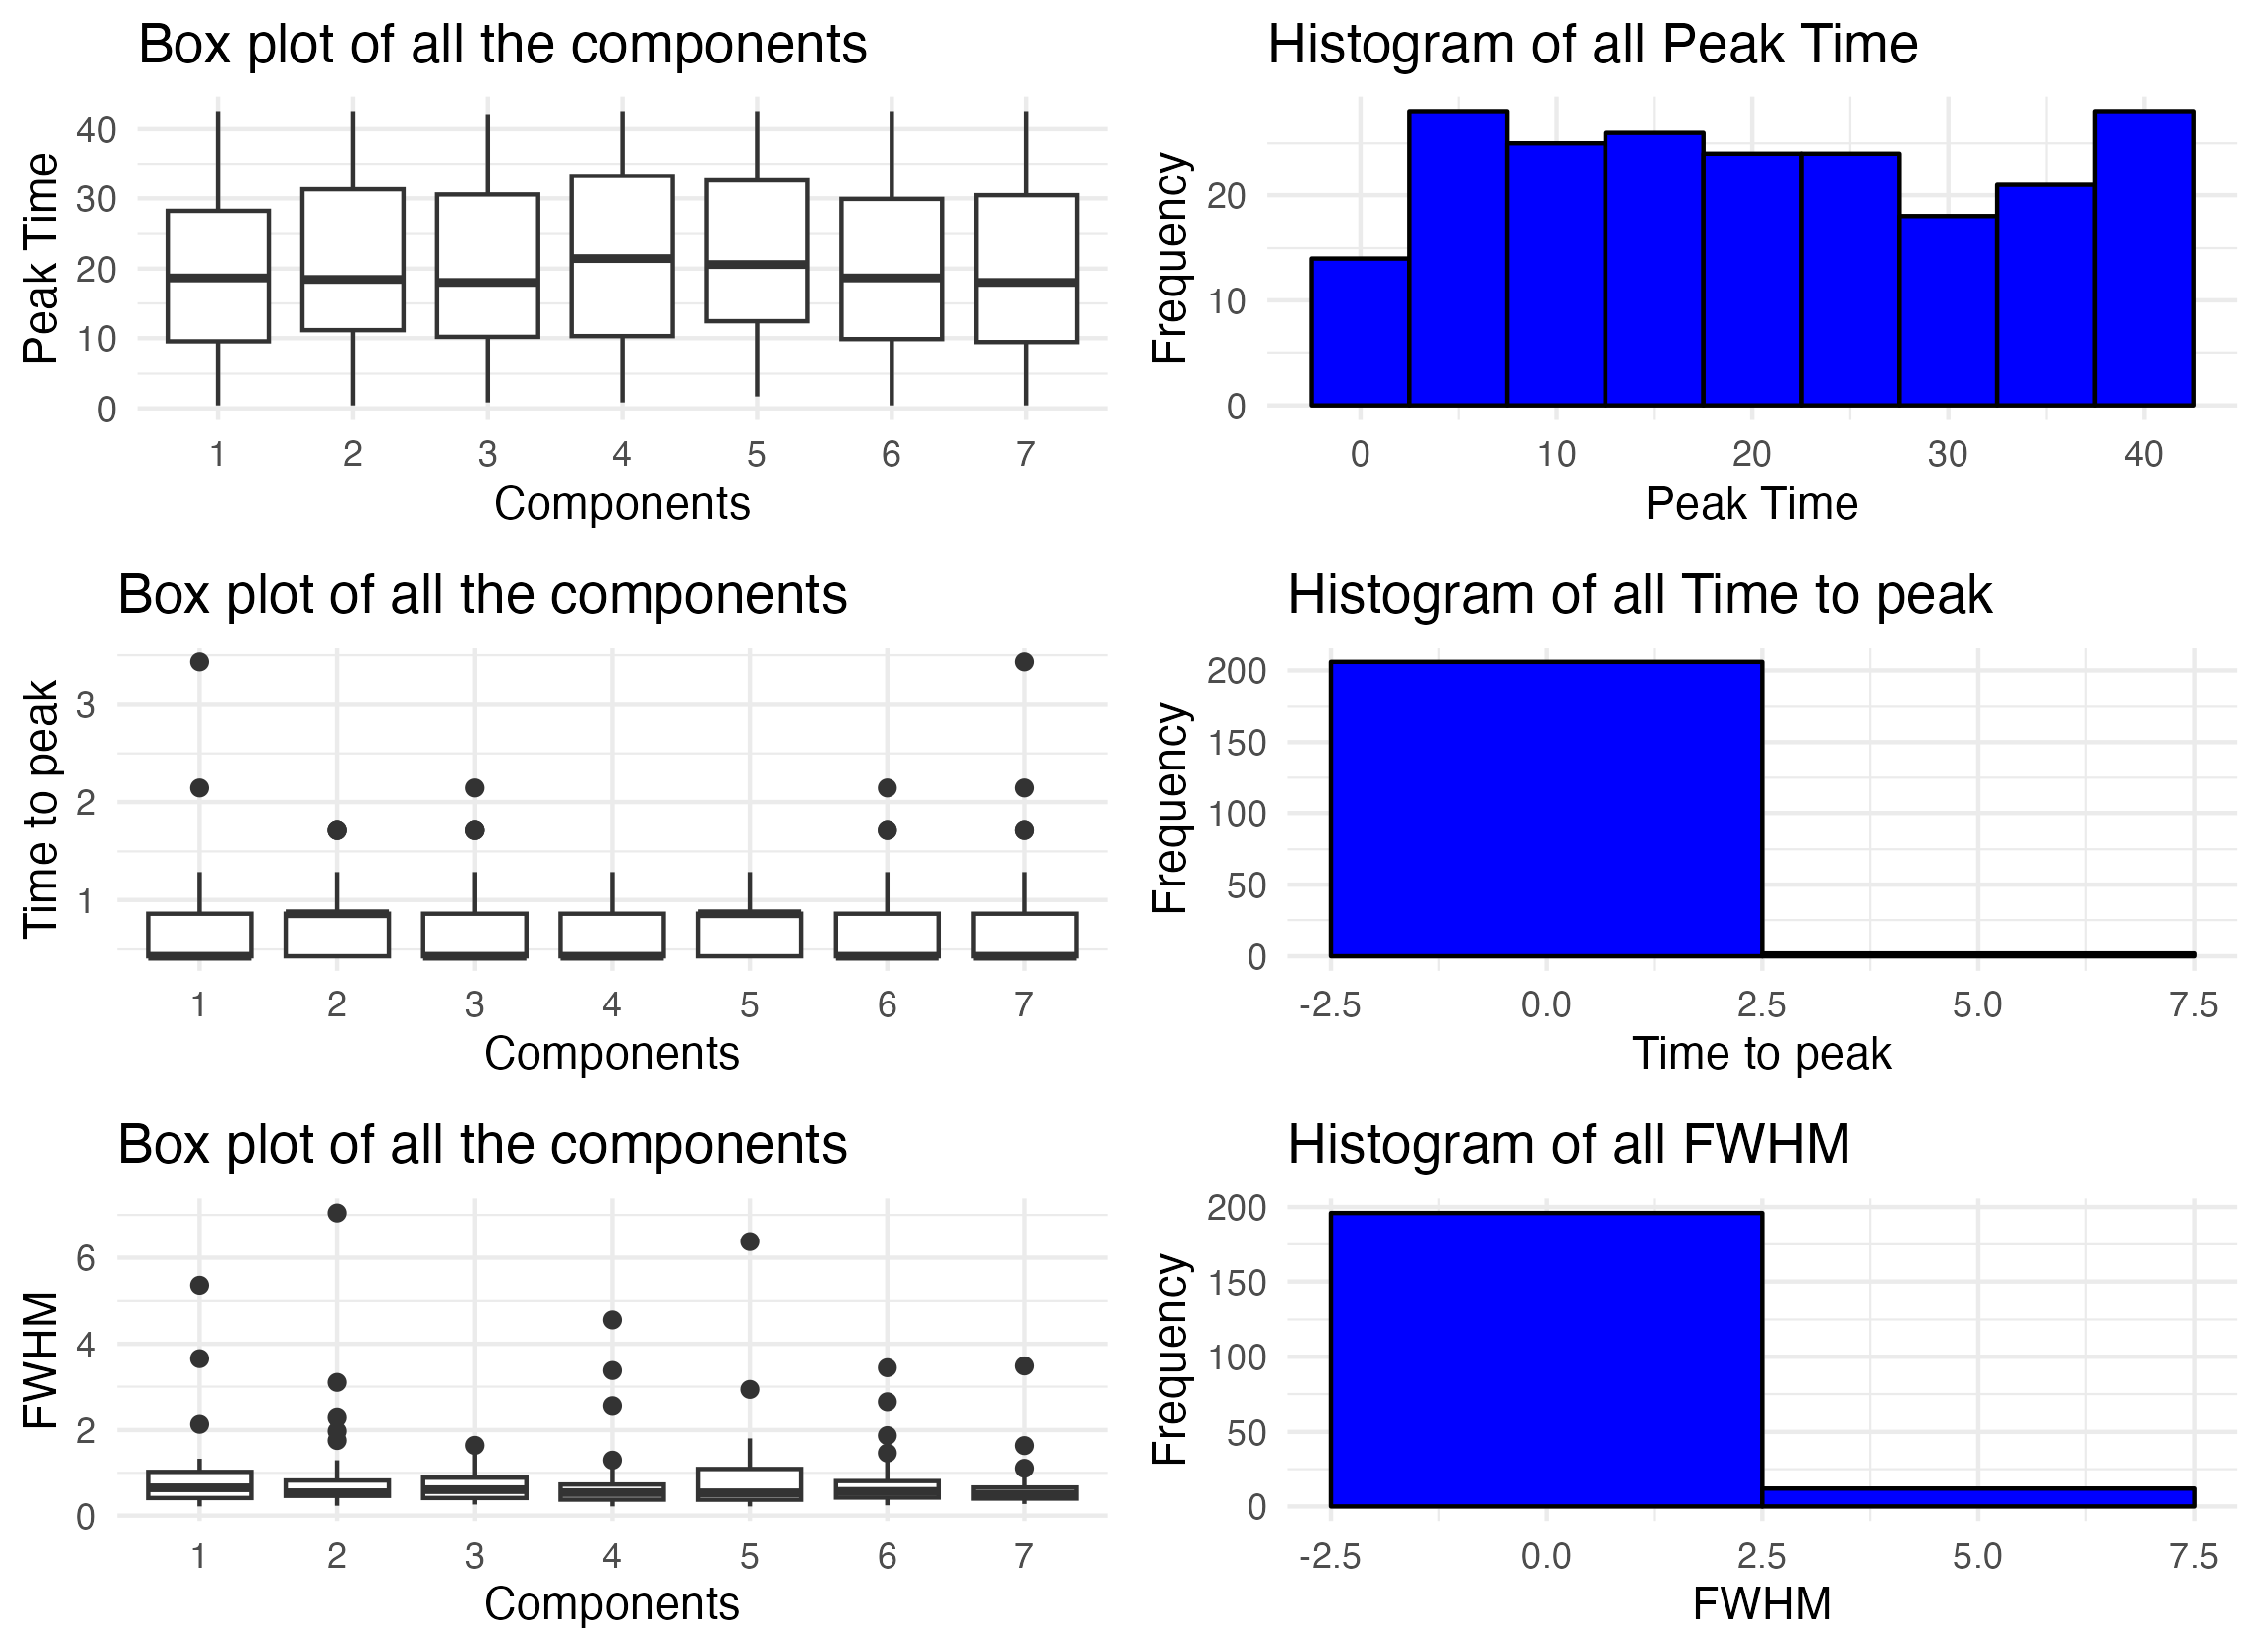 Box plot of all the components
Peak Time
40
30
20
10
0
1 2 3 4 5 6 7
Components
Histogram of all Peak Time
Frequency
20
10
0
0 10 20 30 40
Peak Time
Box plot of all the components
Time to peak
3
2
1
1 2 3 4 5 6 7
Components
Histogram of all Time to peak
Frequency
200
150
100
50
0
-2.5 0.0 2.5 5.0 7.5
Time to peak
Box plot of all the components
FWHM
6
4
2
0
1 2 3 4 5 6 7
Components
Histogram of all FWHM
Frequency
200
150
100
50
0
-2.5 0.0 2.5 5.0 7.5
FWHM